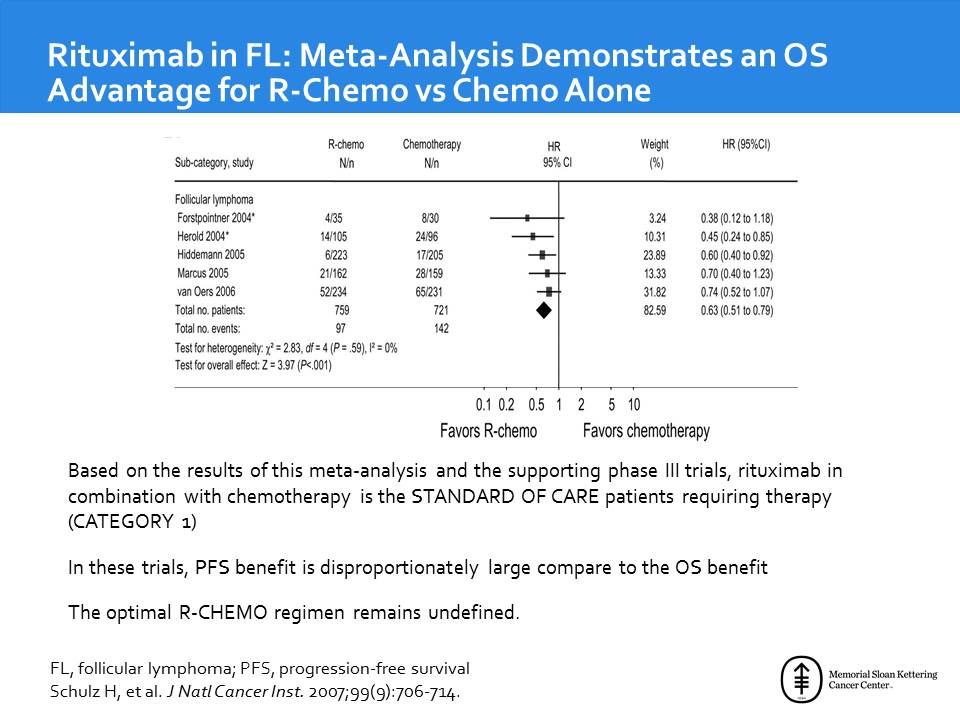 Rituximab in FL: Meta-Analysis Demonstrates an OS
Advantage for R-Chemo vs Chemo Alone
R-chemo Chemotherapy HR Weight HR (95%CI)
Sub-category, study N/n N/n 95% CI (%)
Follicular lymphoma
Forstpointner 2004* 4/35 8/30 3.24 0.38 (0.12 to 1.18)
Herold 2004* 14/105 24/96 10.31 0.45 (0.24 to 0.85)
Hiddemann 2005 6/223 17/205 23.89 0.60 (0.40 to 0.92)
Marcus 2005 21/162 28/159 13.33 0.70 (0.40 to 1.23)
van Oers 2006 52/234 65/231 31.82 0.74 (0.52 to 1.07)
Total no. patients: 759 721 82.59 0.63 (0.51 to 0.79)
Total no. events: 97 142
Test for heterogeneity: χ² = 2.83, df = 4 (P = .59), I² = 0%
Test for overall effect: Z = 3.97 (P<.001)
0.1 0.2 0.5 1 2 5 10
Favors R-chemo Favors chemotherapy
Based on the results of this meta-analysis and the supporting phase III trials, rituximab in
combination with chemotherapy is the STANDARD OF CARE patients requiring therapy
(CATEGORY 1)
In these trials, PFS benefit is disproportionately large compare to the OS benefit
The optimal R-CHEMO regimen remains undefined.
FL, follicular lymphoma; PFS, progression-free survival
Schulz H, et al. J Natl Cancer Inst. 2007;99(9):706-714.
Memorial Sloan Kettering
Cancer Center